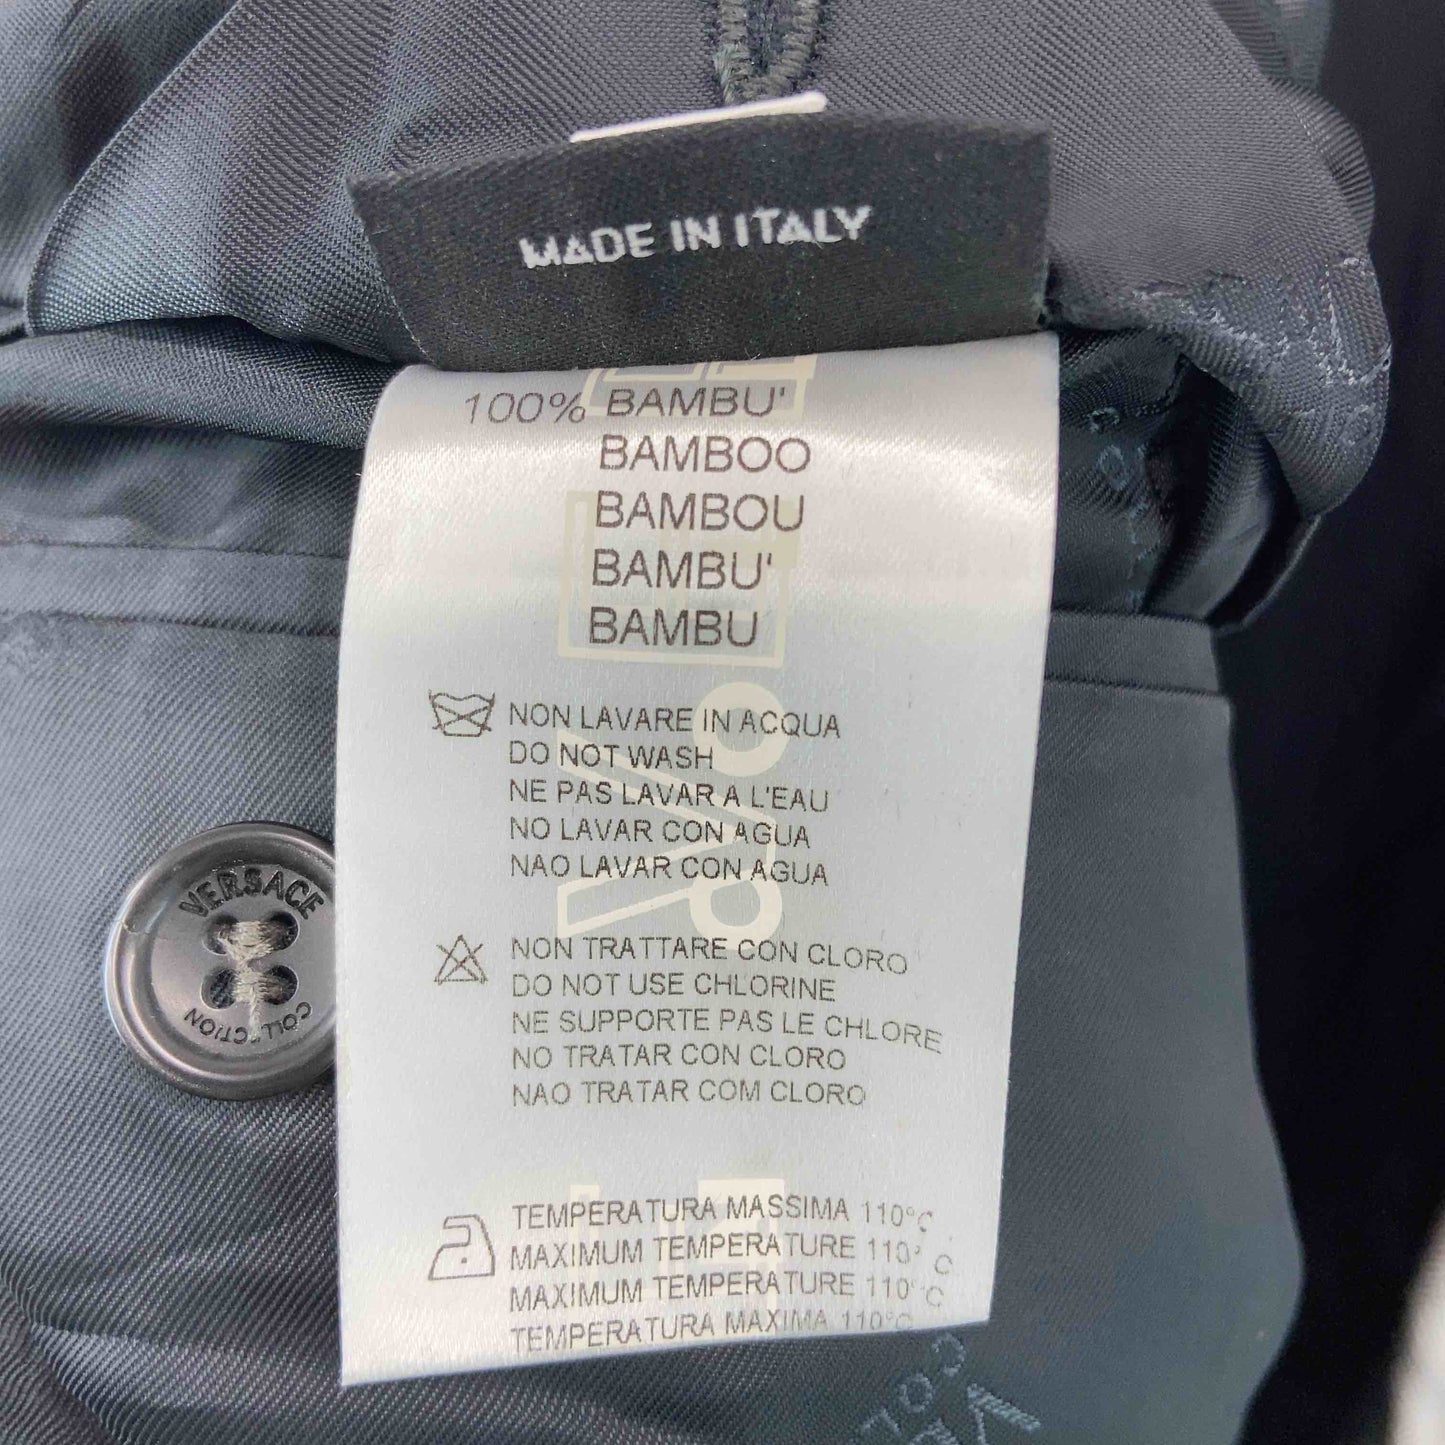 MADE IN ITALY
100% BAMBU'
BAMBOO
BAMBOU
BAMBU'
BAMBU
NON LAVARE IN ACQUA
DO NOT WASH
NE PAS LAVAR A L'EAU
NO LAVAR CON AGUA
NAO LAVAR CON AGUA
NON TRATTARE CON CLORO
DO NOT USE CHLORINE
NE SUPPORTE PAS LE CHLORE
NO TRATAR CON CLORO
NAO TRATAR COM CLORO
TEMPERATURA MASSIMA 110°C
MAXIMUM TEMPERATURE 110°C
MAXIMUM TEMPERATURE 110°C
TEMPERATURA MAXIMA 110°C
VERSACE
COLLECTION